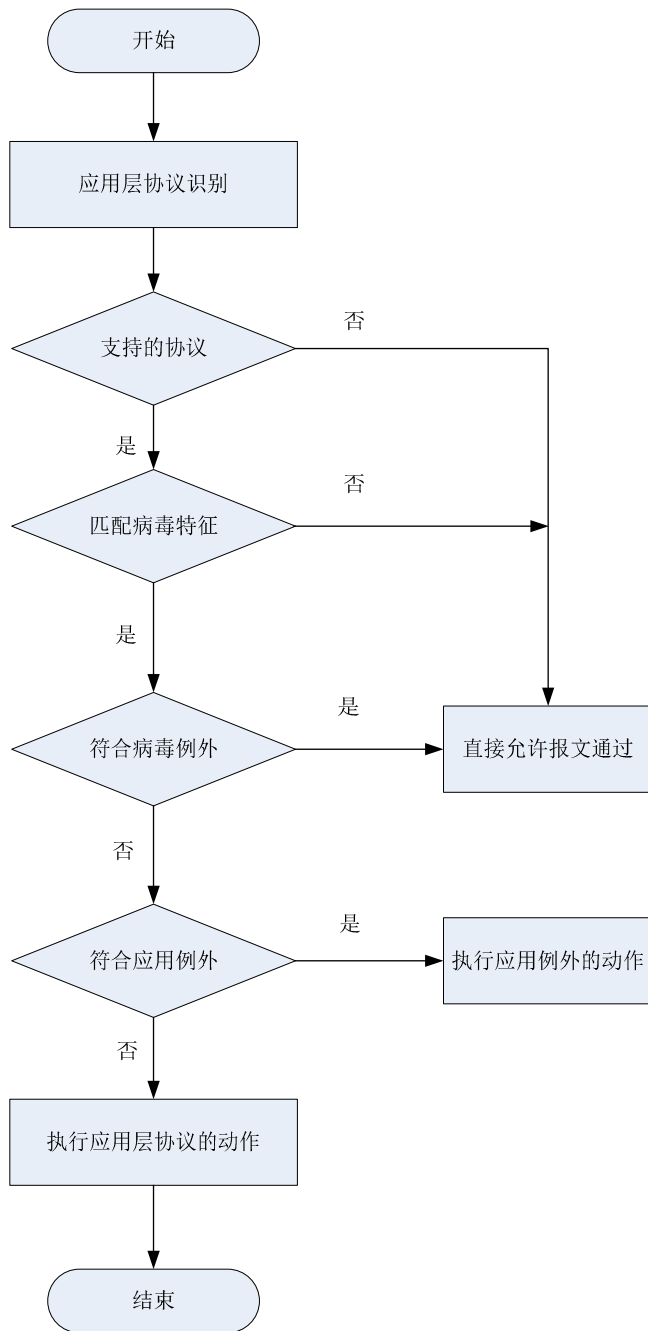 开始
应用层协议识别
支持的协议
否
是
匹配病毒特征
否
是
符合病毒例外
是
直接允许报文通过
否
符合应用例外
是
执行应用例外的动作
否
执行应用层协议的动作
结束